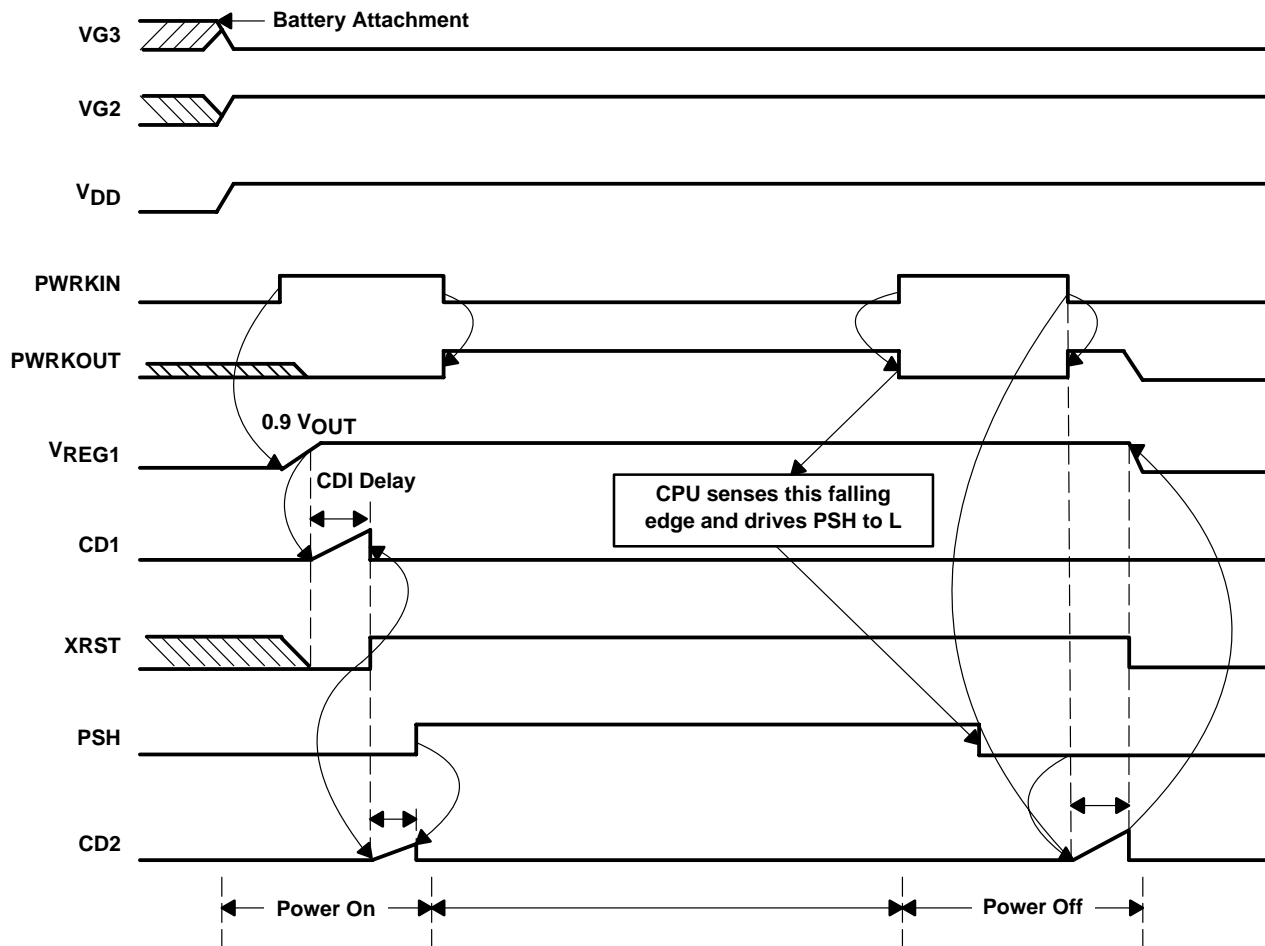 Battery Attachment
VG3
VG2
VDD
PWRKIN
PWRKOUT
0.9 VOUT
VREG1
CDI Delay
CPU senses this falling
edge and drives PSH to L
CD1
XRST
PSH
CD2
Power On
Power Off